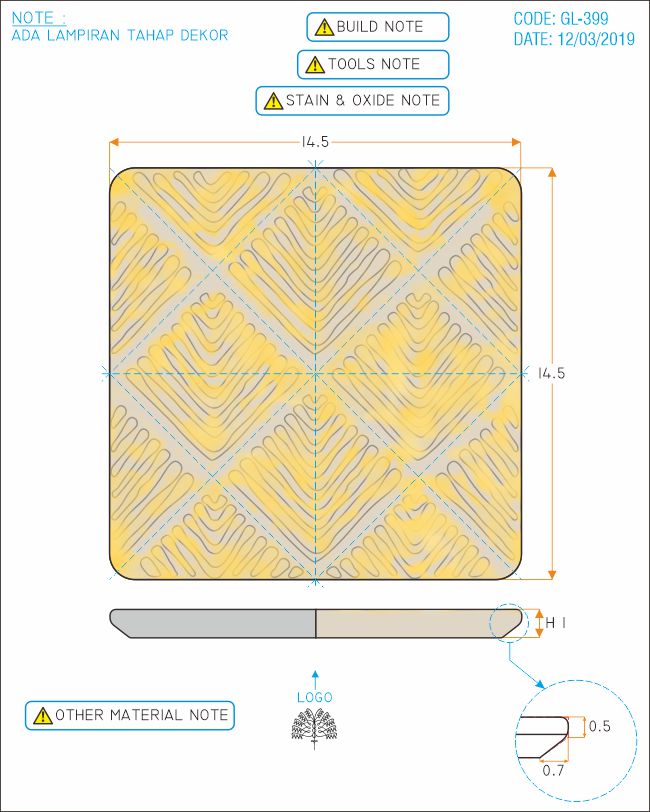 NOTE :
ADA LAMPIRAN TAHAP DEKOR
BUILD NOTE
TOOLS NOTE
STAIN & OXIDE NOTE
CODE: GL-399
DATE: 12/03/2019
14.5
14.5
H 1
LOGO
OTHER MATERIAL NOTE
0.5
0.7